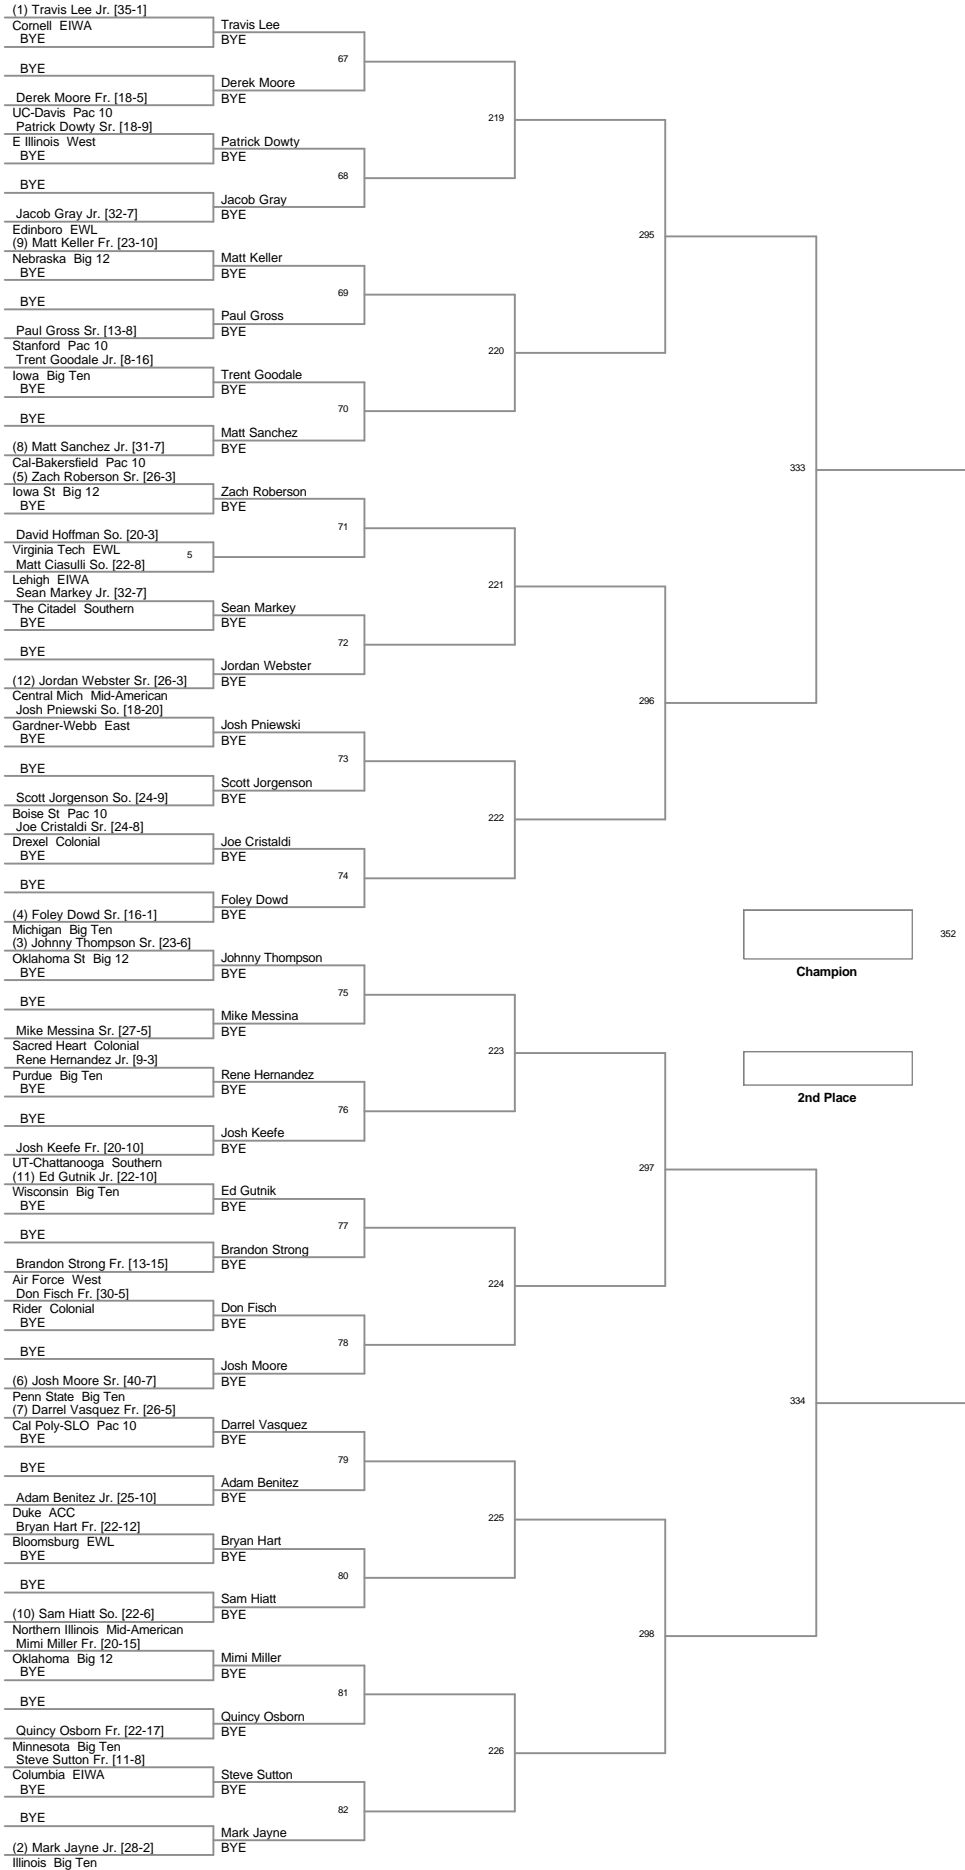 (1) Travis Lee Jr. [35-1]
Cornell EIWA
BYE
BYE
Derek Moore Fr. [18-5]
UC-Davis Pac 10
Patrick Dowty Sr. [18-9]
E Illinois West
BYE
BYE
Jacob Gray Jr. [32-7]
Edinboro EWL
(9) Matt Keller Fr. [23-10]
Nebraska Big 12
BYE
BYE
Paul Gross Sr. [13-8]
Stanford Pac 10
Trent Goodale Jr. [8-16]
Iowa Big Ten
BYE
BYE
(8) Matt Sanchez Jr. [31-7]
Cal-Bakersfield Pac 10
(5) Zach Roberson Sr. [26-3]
Iowa St Big 12
BYE
David Hoffman So. [20-3]
Virginia Tech EWL
5
Matt Ciasulli So. [22-8]
Lehigh EIWA
Sean Markey Jr. [32-7]
The Citadel Southern
BYE
BYE
(12) Jordan Webster Sr. [26-3]
Central Mich Mid-American
Josh Pniewski So. [18-20]
Gardner-Webb East
BYE
BYE
Scott Jorgenson So. [24-9]
Boise St Pac 10
Joe Cristaldi Sr. [24-8]
Drexel Colonial
BYE
BYE
(4) Foley Dowd Sr. [16-1]
Michigan Big Ten
(3) Johnny Thompson Sr. [23-6]
Oklahoma St Big 12
BYE
BYE
Mike Messina Sr. [27-5]
Sacred Heart Colonial
Rene Hernandez Jr. [9-3]
Purdue Big Ten
BYE
BYE
Josh Keefe Fr. [20-10]
UT-Chattanooga Southern
(11) Ed Gutnik Jr. [22-10]
Wisconsin Big Ten
BYE
BYE
Brandon Strong Fr. [13-15]
Air Force West
Don Fisch Fr. [30-5]
Rider Colonial
BYE
BYE
(6) Josh Moore Sr. [40-7]
Penn State Big Ten
(7) Darrel Vasquez Fr. [26-5]
Cal Poly-SLO Pac 10
BYE
BYE
Adam Benitez Jr. [25-10]
Duke ACC
Bryan Hart Fr. [22-12]
Bloomsburg EWL
BYE
BYE
(10) Sam Hiatt So. [22-6]
Northern Illinois Mid-American
Mimi Miller Fr. [20-15]
Oklahoma Big 12
BYE
BYE
Quincy Osborn Fr. [22-17]
Minnesota Big Ten
Steve Sutton Fr. [11-8]
Columbia EIWA
BYE
BYE
(2) Mark Jayne Jr. [28-2]
Illinois Big Ten
Travis Lee
BYE
67
Derek Moore
BYE
Patrick Dowty
BYE
68
Jacob Gray
BYE
Matt Keller
BYE
69
Paul Gross
BYE
Trent Goodale
BYE
70
Matt Sanchez
BYE
Zach Roberson
BYE
71
Sean Markey
BYE
72
Jordan Webster
BYE
Josh Pniewski
BYE
73
Scott Jorgenson
BYE
Joe Cristaldi
BYE
74
Foley Dowd
BYE
Johnny Thompson
BYE
75
Mike Messina
BYE
Rene Hernandez
BYE
76
Josh Keefe
BYE
Ed Gutnik
BYE
77
Brandon Strong
BYE
Don Fisch
BYE
78
Josh Moore
BYE
Darrel Vasquez
BYE
79
Adam Benitez
BYE
Bryan Hart
BYE
80
Sam Hiatt
BYE
Mimi Miller
BYE
81
Quincy Osborn
BYE
Steve Sutton
BYE
82
Mark Jayne
BYE
219
220
221
222
223
224
225
226
295
296
297
298
333
334
352
Champion
2nd Place